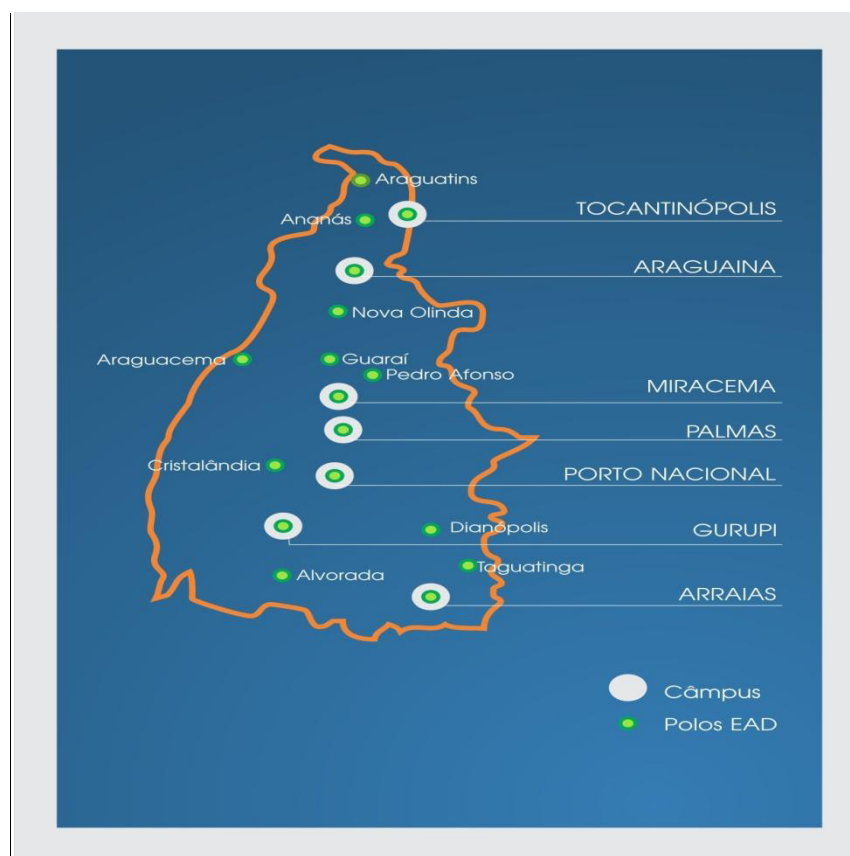 Araguatins
TOCANTINÓPOLIS
Ananás
ARAGUAINA
Nova Olinda
Araguacema
Guaraí
Pedro Afonso
MIRACEMA
PALMAS
Cristalândia
PORTO NACIONAL
Dianópolis
GURUPI
Taguatinga
Alvorada
ARRAIAS
Câmpus
Polos EAD